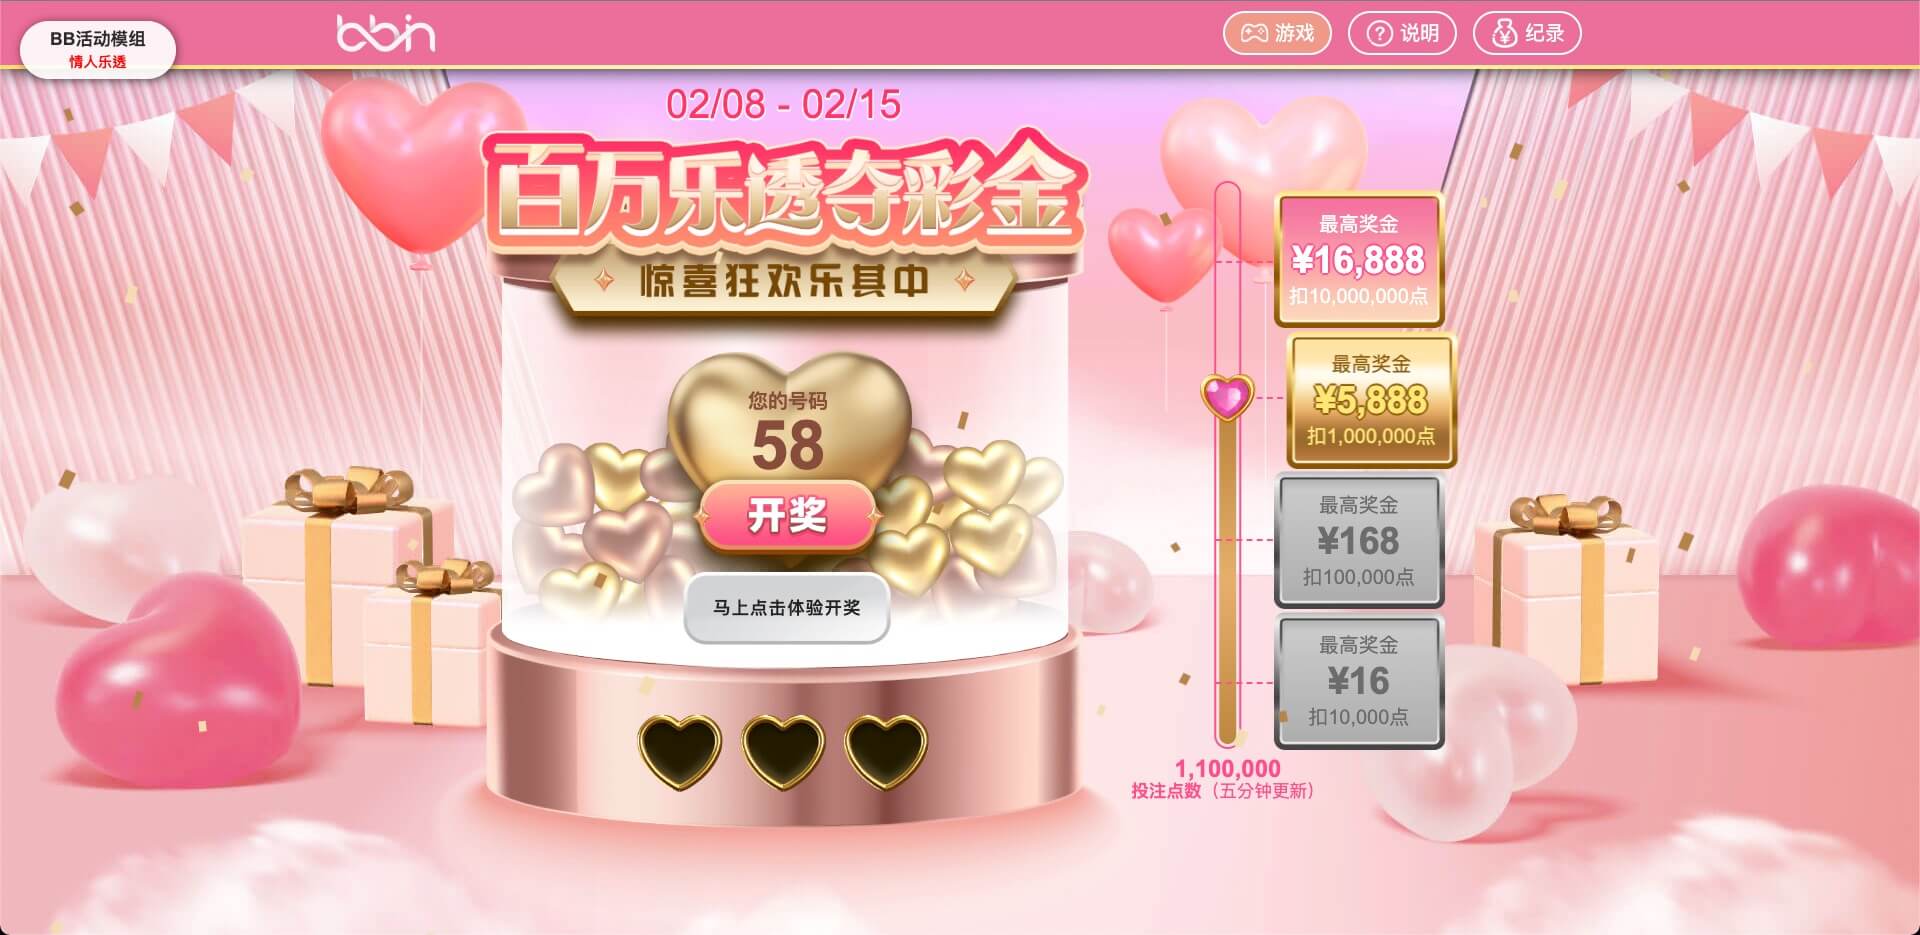 BB活动模组
情人乐透
bbin
游戏
说明
纪录
02/08 - 02/15
百万乐透夺彩金
惊喜狂欢乐其中
您的号码
58
开奖
马上点击体验开奖
最高奖金
¥16,888
扣10,000,000点
最高奖金
¥5,888
扣1,000,000点
最高奖金
¥168
扣100,000点
最高奖金
¥16
扣10,000点
1,100,000
投注点数（五分钟更新）